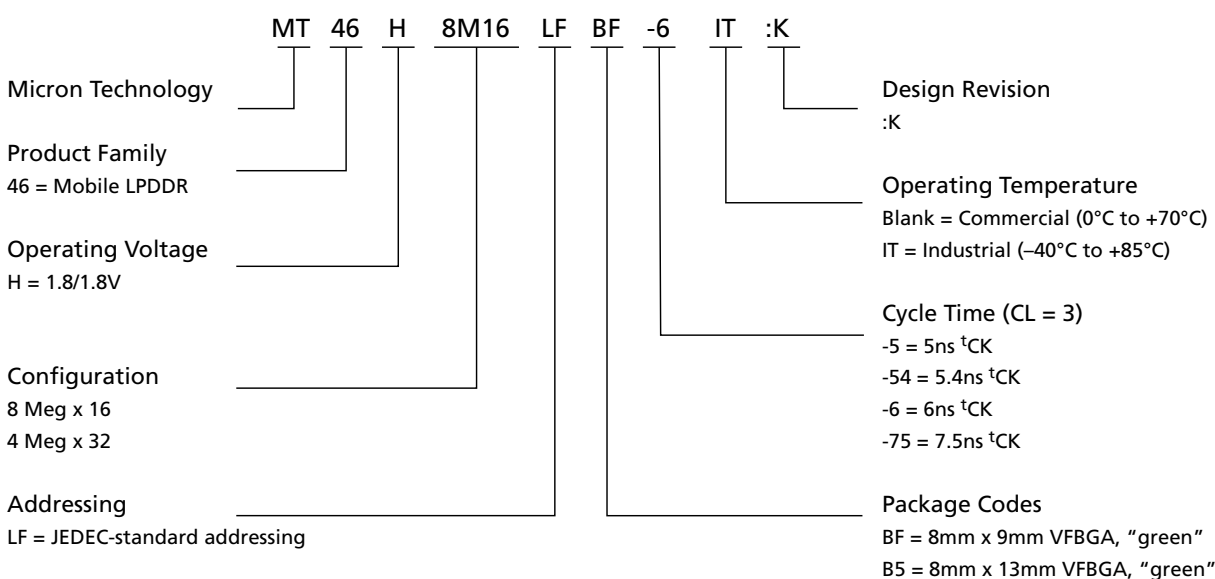 MT 46 H 8M16 LF BF -6 IT :K
Micron Technology
Product Family
46 = Mobile LPDDR
Operating Voltage
H = 1.8/1.8V
Configuration
8 Meg x 16
4 Meg x 32
Addressing
LF = JEDEC-standard addressing
Design Revision
:K
Operating Temperature
Blank = Commercial (0°C to +70°C)
IT = Industrial (–40°C to +85°C)
Cycle Time (CL = 3)
-5 = 5ns tCK
-54 = 5.4ns tCK
-6 = 6ns tCK
-75 = 7.5ns tCK
Package Codes
BF = 8mm x 9mm VFBGA, “green”
B5 = 8mm x 13mm VFBGA, “green”